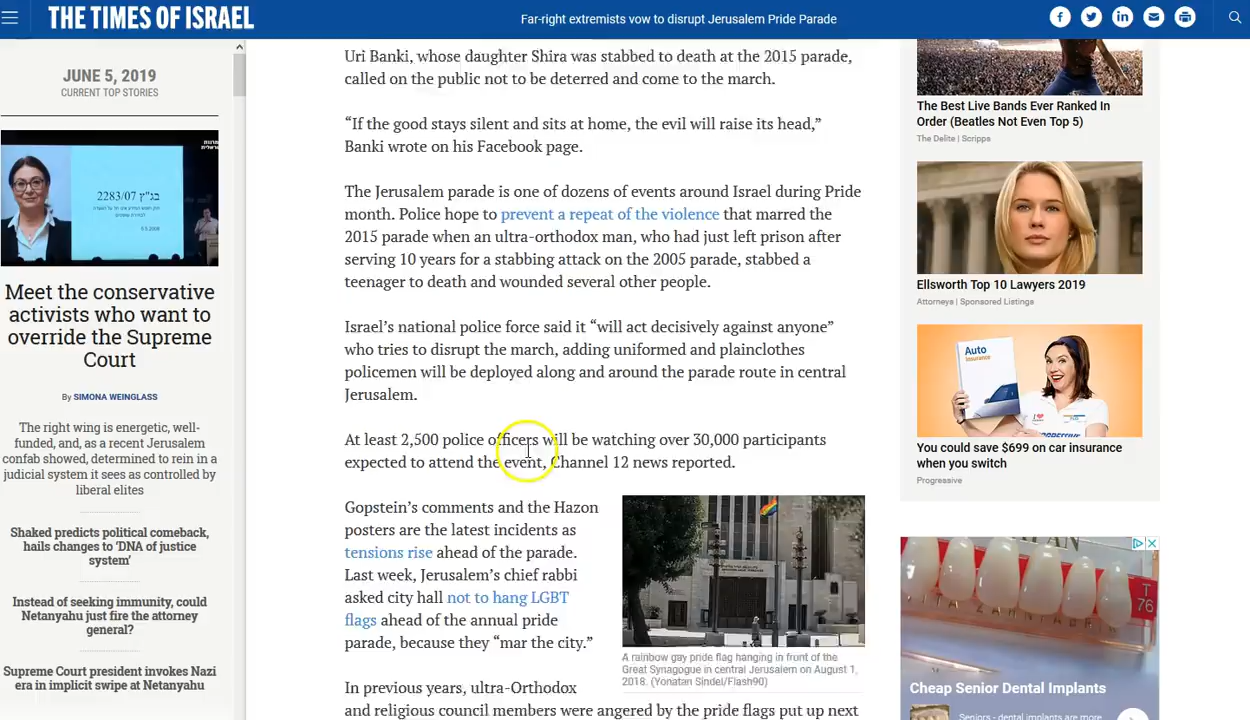 THE TIMES OF ISRAEL
Far-right extremists vow to disrupt Jerusalem Pride Parade
JUNE 5, 2019
CURRENT TOP STORIES
בג"ץ 2283/07
Meet the conservative
activists who want to
override the Supreme
Court
By SIMONA WEINGLASS
The right wing is energetic, well-
funded, and, as a recent Jerusalem
confab showed, determined to rein in a
judicial system it sees as controlled by
liberal elites
Shaked predicts political comeback,
hails changes to ‘DNA of justice
system’
Instead of seeking immunity, could
Netanyahu just fire the attorney
general?
Supreme Court president invokes Nazi
era in implicit swipe at Netanyahu
Uri Banki, whose daughter Shira was stabbed to death at the 2015 parade,
called on the public not to be deterred and come to the march.
“If the good stays silent and sits at home, the evil will raise its head,”
Banki wrote on his Facebook page.
The Jerusalem parade is one of dozens of events around Israel during Pride
month. Police hope to prevent a repeat of the violence that marred the
2015 parade when an ultra-orthodox man, who had just left prison after
serving 10 years for a stabbing attack on the 2005 parade, stabbed a
teenager to death and wounded several other people.
Israel’s national police force said it “will act decisively against anyone”
who tries to disrupt the march, adding uniformed and plainclothes
policemen will be deployed along and around the parade route in central
Jerusalem.
At least 2,500 police officers will be watching over 30,000 participants
expected to attend the event, Channel 12 news reported.
Gopstein’s comments and the Hazon
posters are the latest incidents as
tensions rise ahead of the parade.
Last week, Jerusalem’s chief rabbi
asked city hall not to hang LGBT
flags ahead of the annual pride
parade, because they “mar the city.”
A rainbow gay pride flag hanging in front of the
Great Synagogue in central Jerusalem on August 1,
2018. (Yonatan Sindel/Flash90)
In previous years, ultra-Orthodox
and religious council members were angered by the pride flags put up next
The Best Live Bands Ever Ranked In
Order (Beatles Not Even Top 5)
The Delite | Scripps
Ellsworth Top 10 Lawyers 2019
Attorneys | Sponsored Listings
Auto
Insurance
You could save $699 on car insurance
when you switch
Progressive
T
76
Cheap Senior Dental Implants
Seniors - dental implants are more